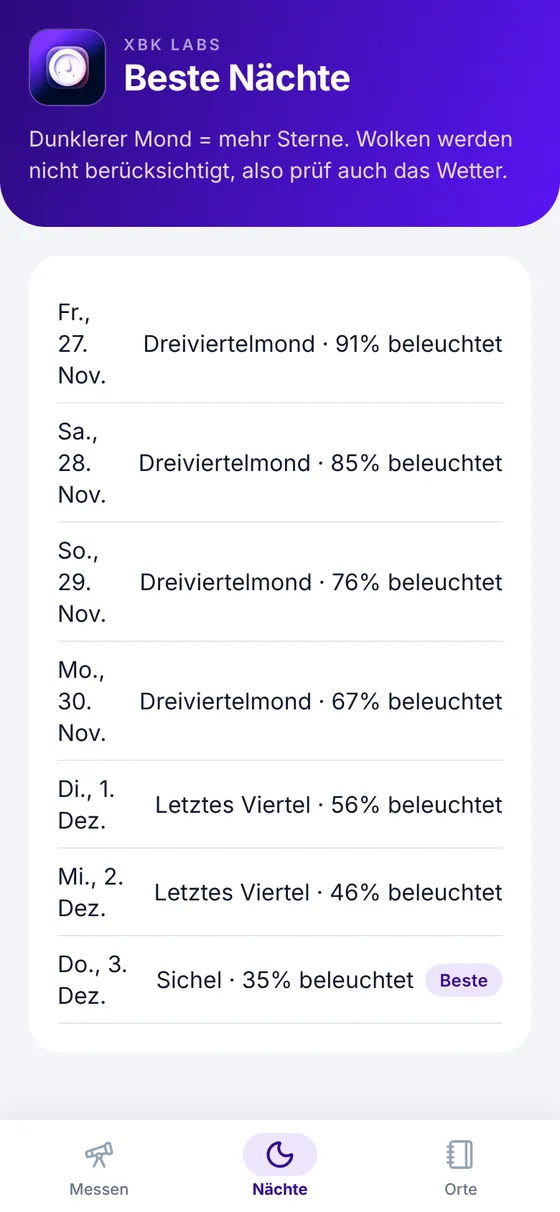 XBK LABS
Beste Nächte
Dunklerer Mond = mehr Sterne. Wolken werden
nicht berücksichtigt, also prüf auch das Wetter.
Fr.,
27.
Nov.
Dreiviertelmond · 91% beleuchtet
Sa.,
28.
Nov.
Dreiviertelmond · 85% beleuchtet
So.,
29.
Nov.
Dreiviertelmond · 76% beleuchtet
Mo.,
30.
Nov.
Dreiviertelmond · 67% beleuchtet
Di., 1.
Dez.
Letztes Viertel · 56% beleuchtet
Mi., 2.
Dez.
Letztes Viertel · 46% beleuchtet
Do., 3.
Dez.
Sichel · 35% beleuchtet Beste
Messen Nächte Orte